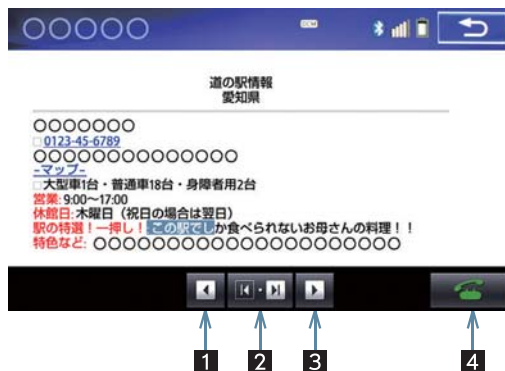 ○○○○○
DCM
道の駅情報
愛知県
○○○○○○○
□0123-45-6789
○○○○○○○○○○○○○○○
-マップ-
□大型車1台・普通車18台・身障者用2台
営業: 9:00~17:00
休館日: 木曜日（祝日の場合は翌日）
駅の特選！一押し！: この駅でしか食べられないお母さんの料理！！
特色など: ○○○○○○○○○○○○○○○○○○○○○
1
2
3
4